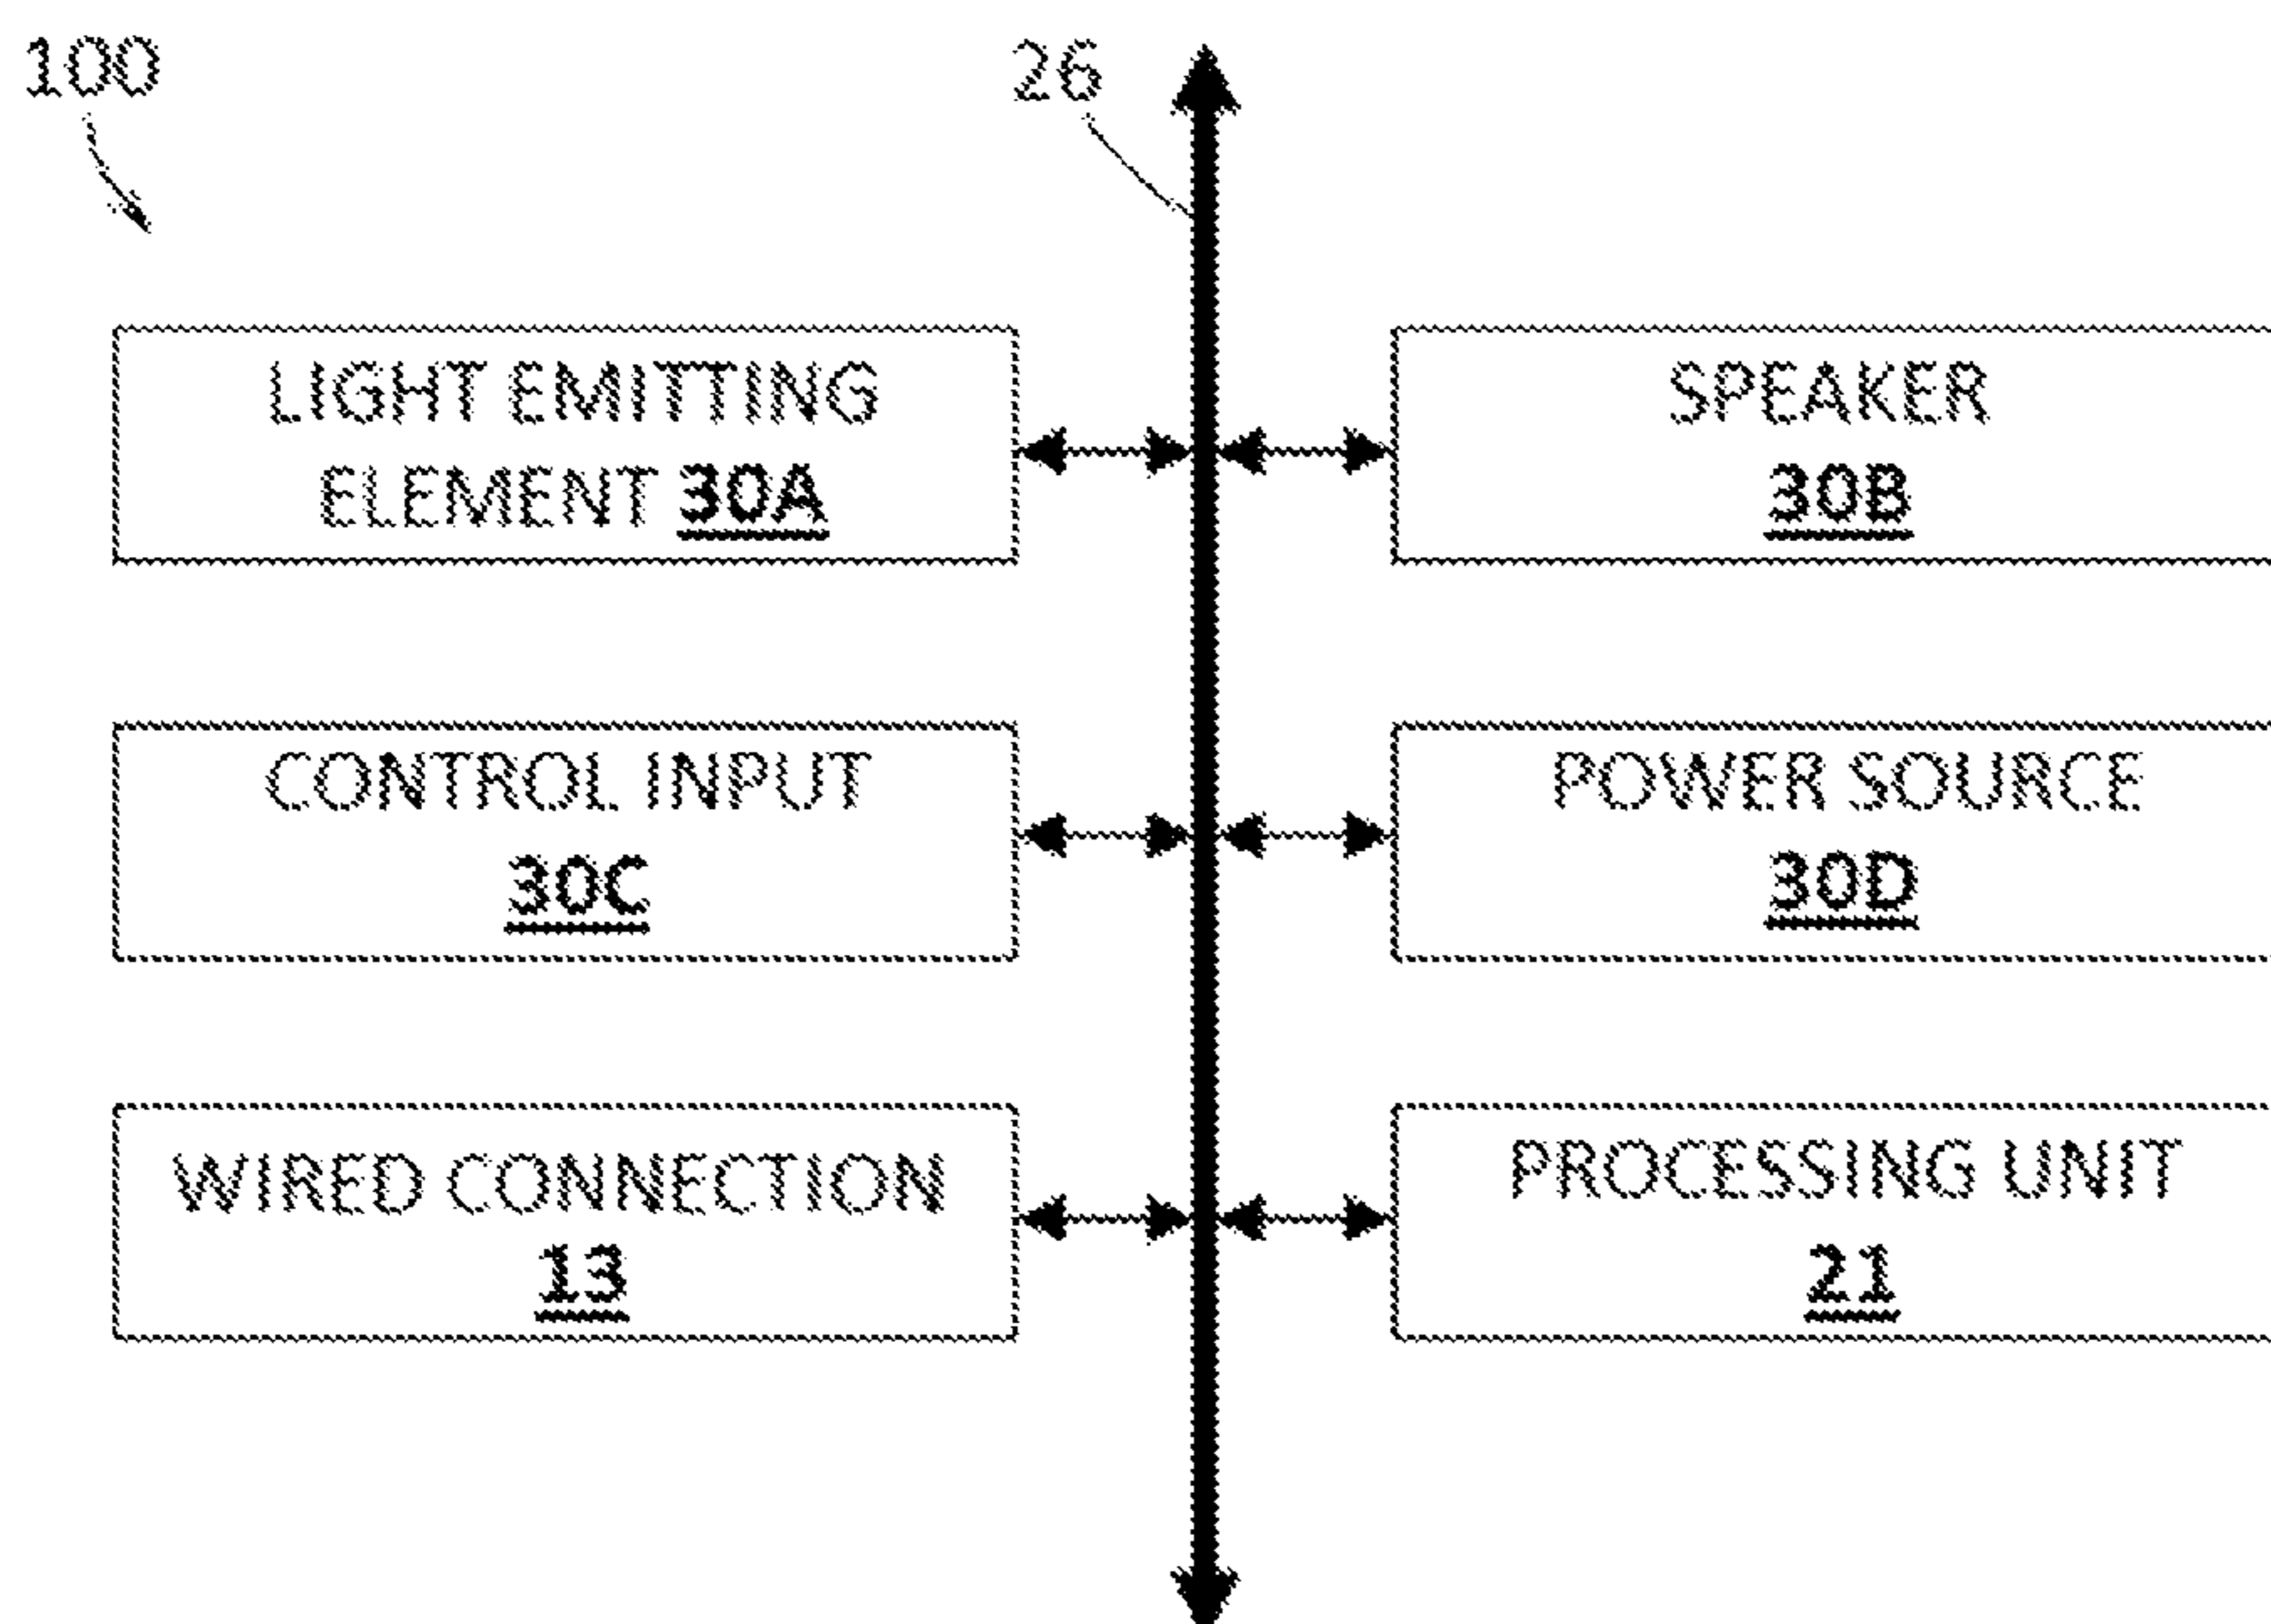 100
26
LIGHT EMITTING
ELEMENT 30A
SPEAKER
30B
CONTROL INPUT
30C
POWER SOURCE
30D
WIRED CONNECTION
13
PROCESSING UNIT
21